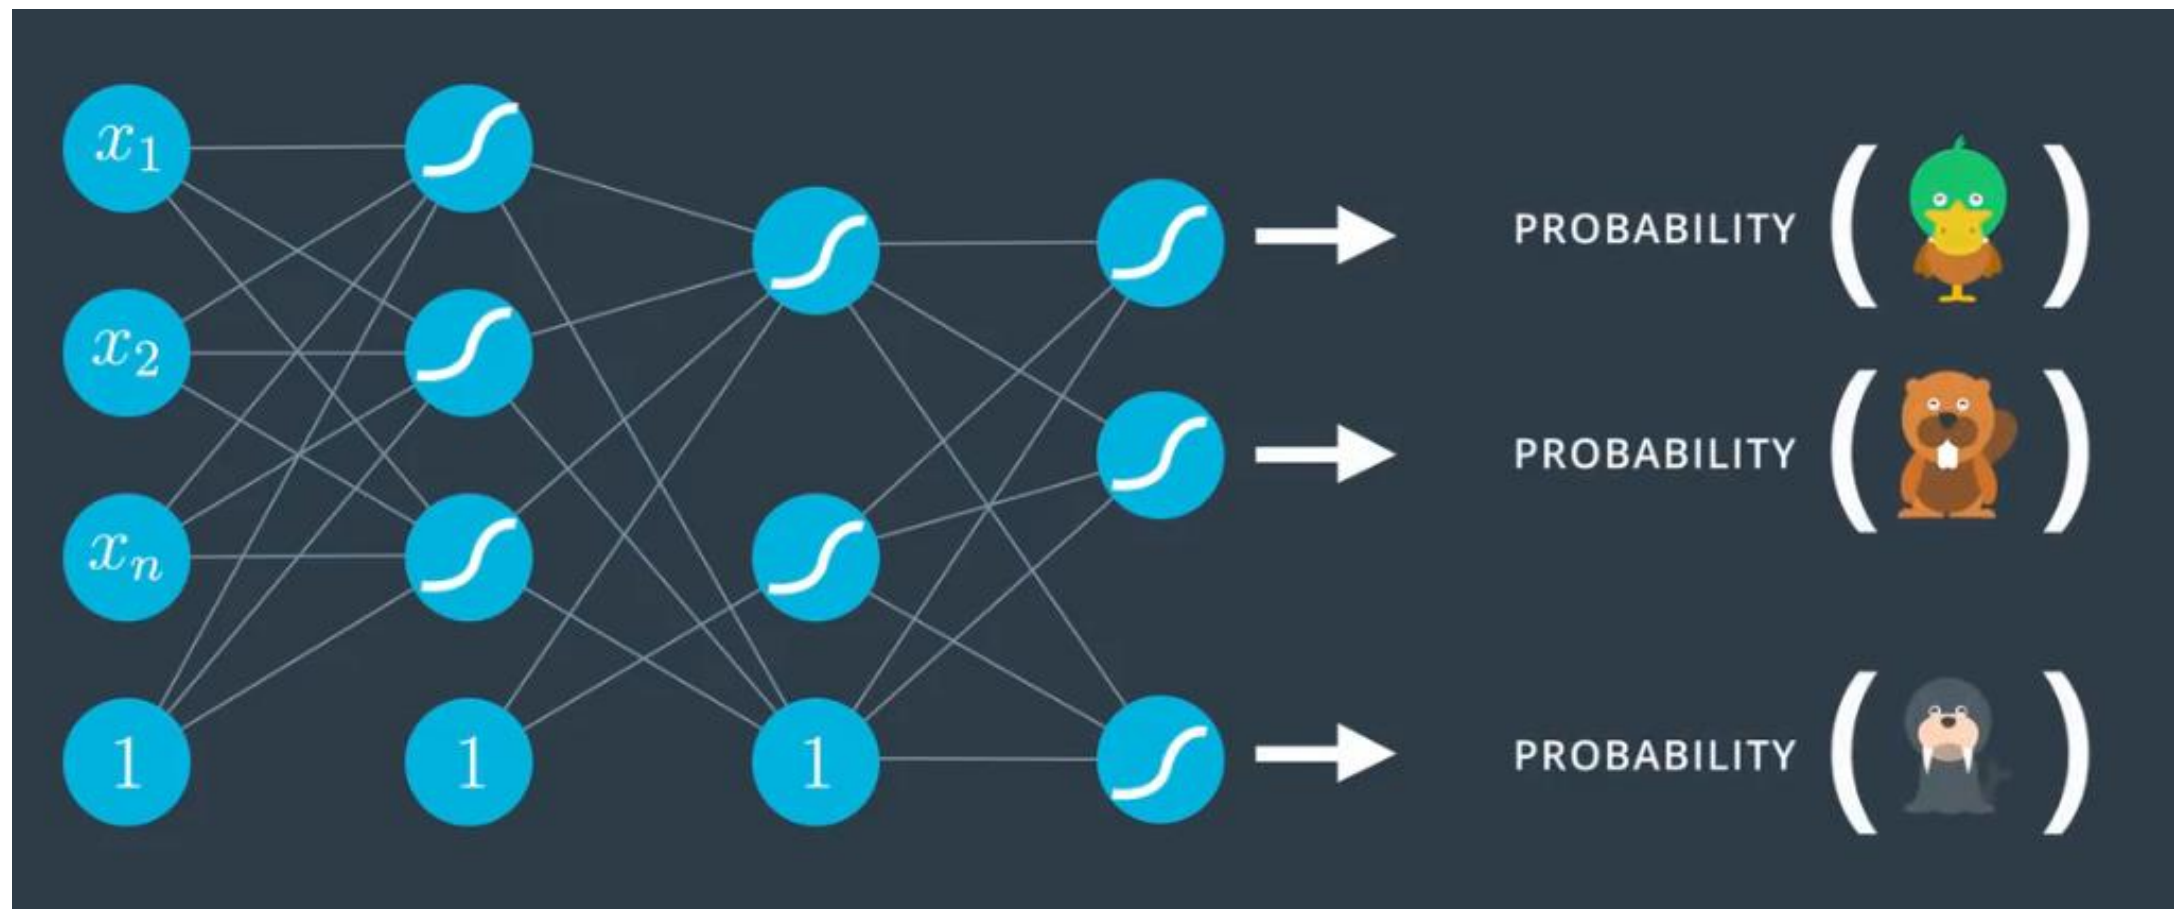 x₁
x₂
xₙ
1
1
1
PROBABILITY ( )
PROBABILITY ( )
PROBABILITY ( )